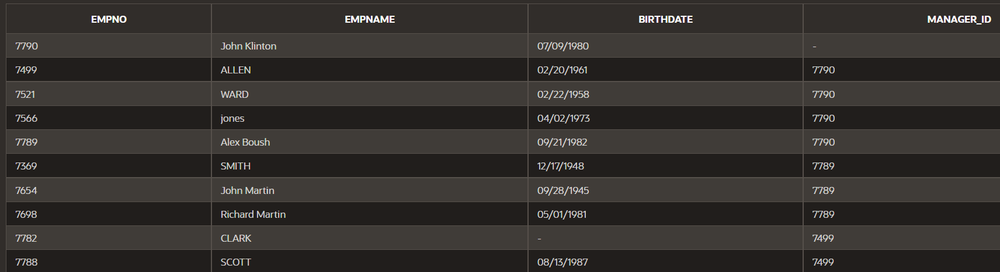 EMPNO EMPNAME BIRTHDATE MANAGER_ID
7790 John Klinton 07/09/1980 -
7499 ALLEN 02/20/1961 7790
7521 WARD 02/22/1958 7790
7566 jones 04/02/1973 7790
7789 Alex Boush 09/21/1982 7790
7369 SMITH 12/17/1948 7789
7654 John Martin 09/28/1945 7789
7698 Richard Martin 05/01/1981 7789
7782 CLARK - 7499
7788 SCOTT 08/13/1987 7499